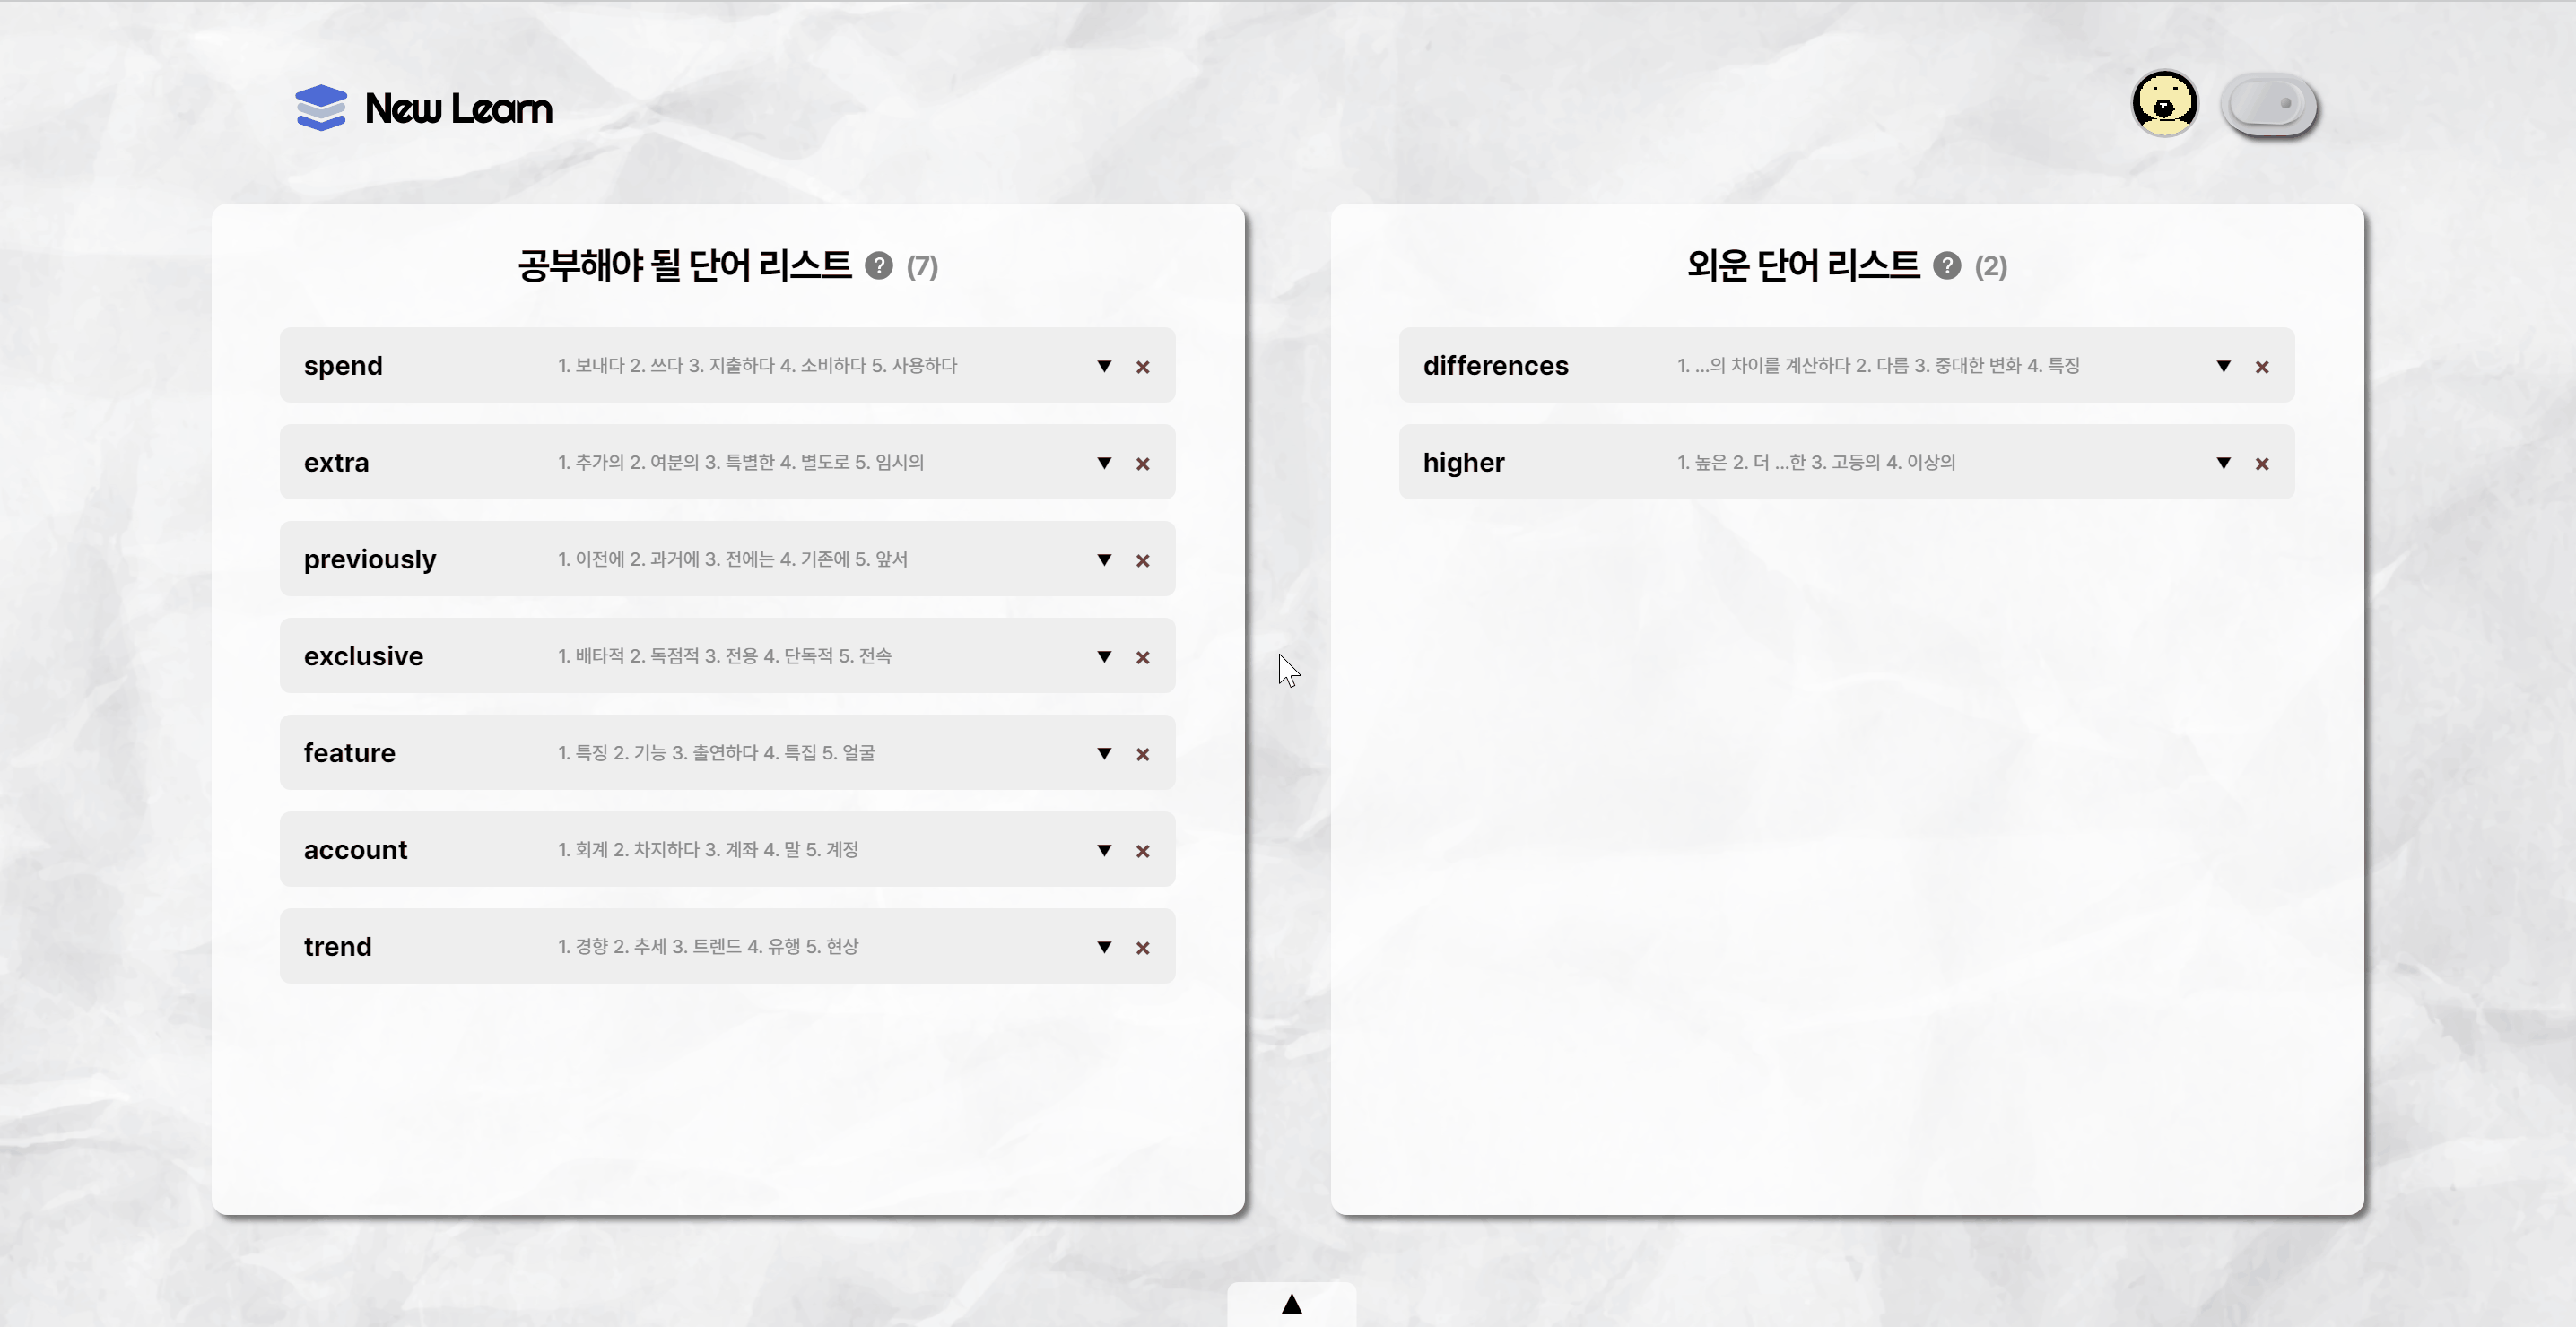 New Learn
공부해야 될 단어 리스트 ? (7)
spend 1. 보내다 2. 쓰다 3. 지출하다 4. 소비하다 5. 사용하다 ▼ ×
extra 1. 추가의 2. 여분의 3. 특별한 4. 별도로 5. 임시의 ▼ ×
previously 1. 이전에 2. 과거에 3. 전에는 4. 기존에 5. 앞서 ▼ ×
exclusive 1. 배타적 2. 독점적 3. 전용 4. 단독적 5. 전속 ▼ ×
feature 1. 특징 2. 기능 3. 출연하다 4. 특집 5. 얼굴 ▼ ×
account 1. 회계 2. 차지하다 3. 계좌 4. 말 5. 계정 ▼ ×
trend 1. 경향 2. 추세 3. 트렌드 4. 유행 5. 현상 ▼ ×
외운 단어 리스트 ? (2)
differences 1. ...의 차이를 계산하다 2. 다름 3. 중대한 변화 4. 특징 ▼ ×
higher 1. 높은 2. 더 ...한 3. 고등의 4. 이상의 ▼ ×
▲